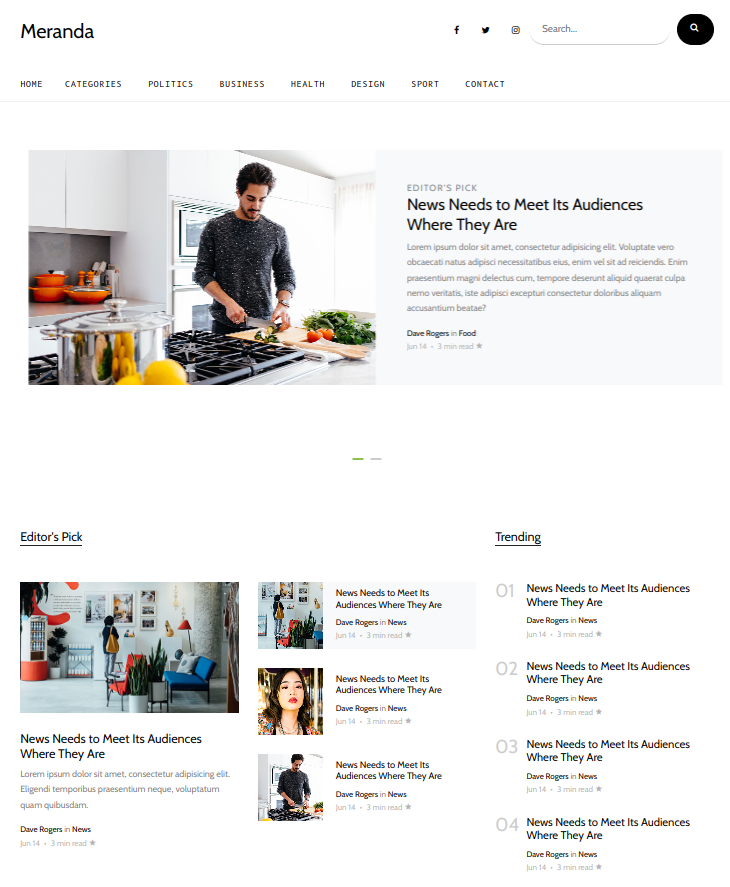 Meranda
Search...
HOME CATEGORIES POLITICS BUSINESS HEALTH DESIGN SPORT CONTACT
EDITOR'S PICK
News Needs to Meet Its Audiences
Where They Are
Lorem ipsum dolor sit amet, consectetur adipisicing elit. Voluptate vero
obcaecati natus adipisci necessitatibus eius, enim vel sit ad reiciendis. Enim
praesentium magni delectus cum, tempore deserunt aliquid quaerat culpa
nemo veritatis, iste adipisci excepturi consectetur doloribus aliquam
accusantium beatae?
Dave Rogers in Food
Jun 14 • 3 min read ★
Editor's Pick
News Needs to Meet Its Audiences
Where They Are
Lorem ipsum dolor sit amet, consectetur adipisicing elit.
Eligendi temporibus praesentium neque, voluptatum
quam quibusdam.
Dave Rogers in News
Jun 14 • 3 min read ★
News Needs to Meet Its
Audiences Where They Are
Dave Rogers in News
Jun 14 • 3 min read ★
News Needs to Meet Its
Audiences Where They Are
Dave Rogers in News
Jun 14 • 3 min read ★
News Needs to Meet Its
Audiences Where They Are
Dave Rogers in News
Jun 14 • 3 min read ★
Trending
01 News Needs to Meet Its Audiences
Where They Are
Dave Rogers in News
Jun 14 • 3 min read ★
02 News Needs to Meet Its Audiences
Where They Are
Dave Rogers in News
Jun 14 • 3 min read ★
03 News Needs to Meet Its Audiences
Where They Are
Dave Rogers in News
Jun 14 • 3 min read ★
04 News Needs to Meet Its Audiences
Where They Are
Dave Rogers in News
Jun 14 • 3 min read ★